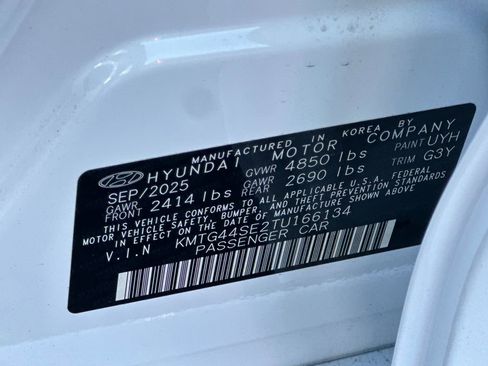 MANUFACTURED IN KOREA BY
HYUNDAI MOTOR COMPANY
SEP/2025 GVWR 4850 lbs PAINT UYH
GAWR FRONT 2414 lbs GAWR REAR 2690 lbs TRIM G3Y
THIS VEHICLE CONFORMS TO ALL APPLICABLE U.S.A. FEDERAL
MOTOR VEHICLE SAFETY, BUMPER, AND THEFT PREVENTION STANDARDS
IN EFFECT ON THE DATE OF MANUFACTURE SHOWN ABOVE.
V.I.N KMTG44SE2TU166134
PASSENGER CAR